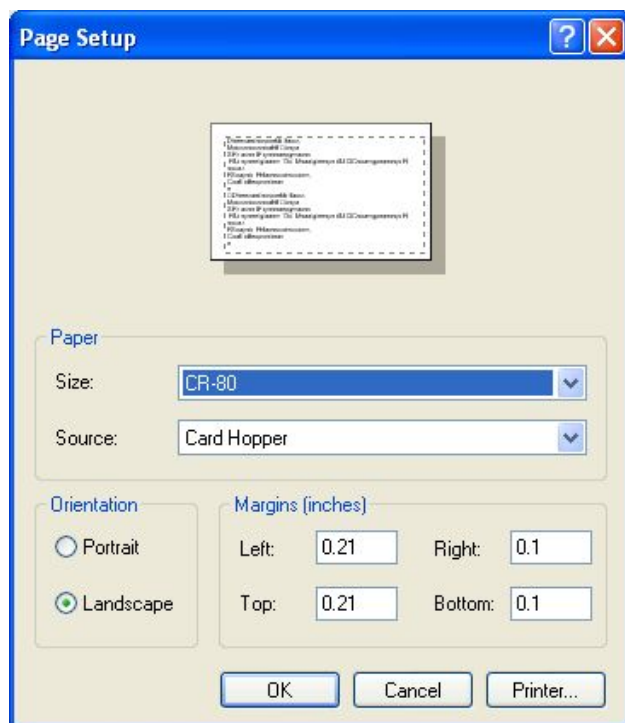 Page Setup
Paper
Size: CR-80
Source: Card Hopper
Orientation
Portrait
Landscape
Margins (inches)
Left: 0.21 Right: 0.1
Top: 0.21 Bottom: 0.1
OK Cancel Printer...